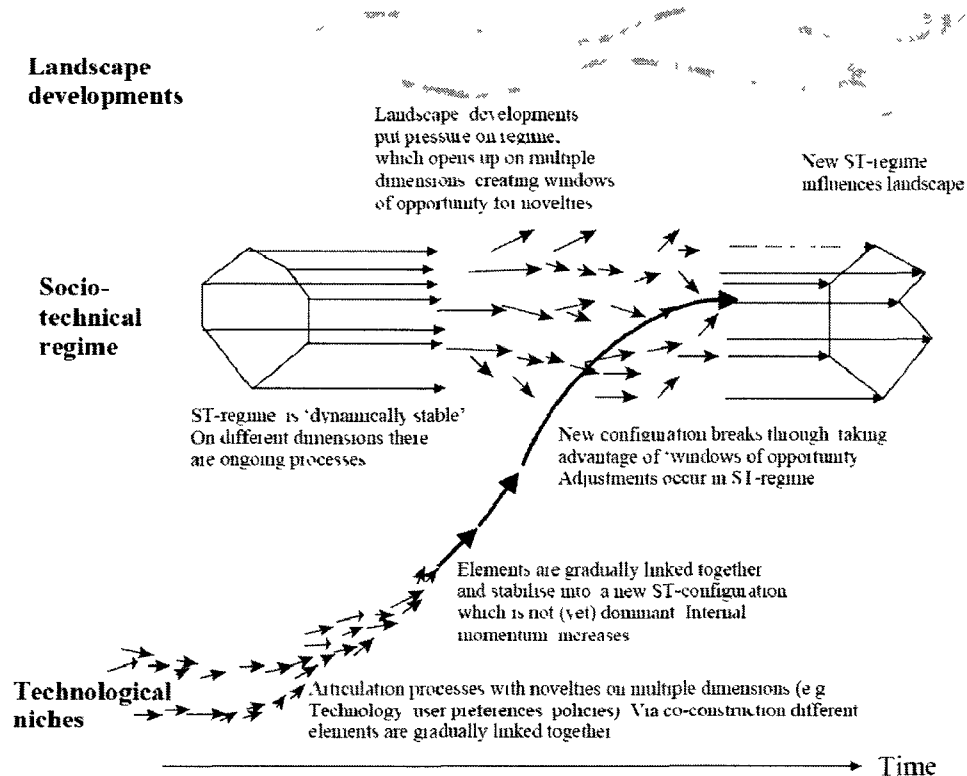 Landscape
developments
Landscape developments
put pressure on regime,
which opens up on multiple
dimensions creating windows
of opportunity for novelties
New ST-regime
influences landscape
Socio-
technical
regime
ST-regime is ‘dynamically stable’
On different dimensions there
are ongoing processes
New configuration breaks through taking
advantage of ‘windows of opportunity
Adjustments occur in ST-regime
Elements are gradually linked together
and stabilise into a new ST-configuration
which is not (yet) dominant Internal
momentum increases
Technological
niches
Articulation processes with novelties on multiple dimensions (e g
Technology user preferences policies) Via co-construction different
elements are gradually linked together
Time